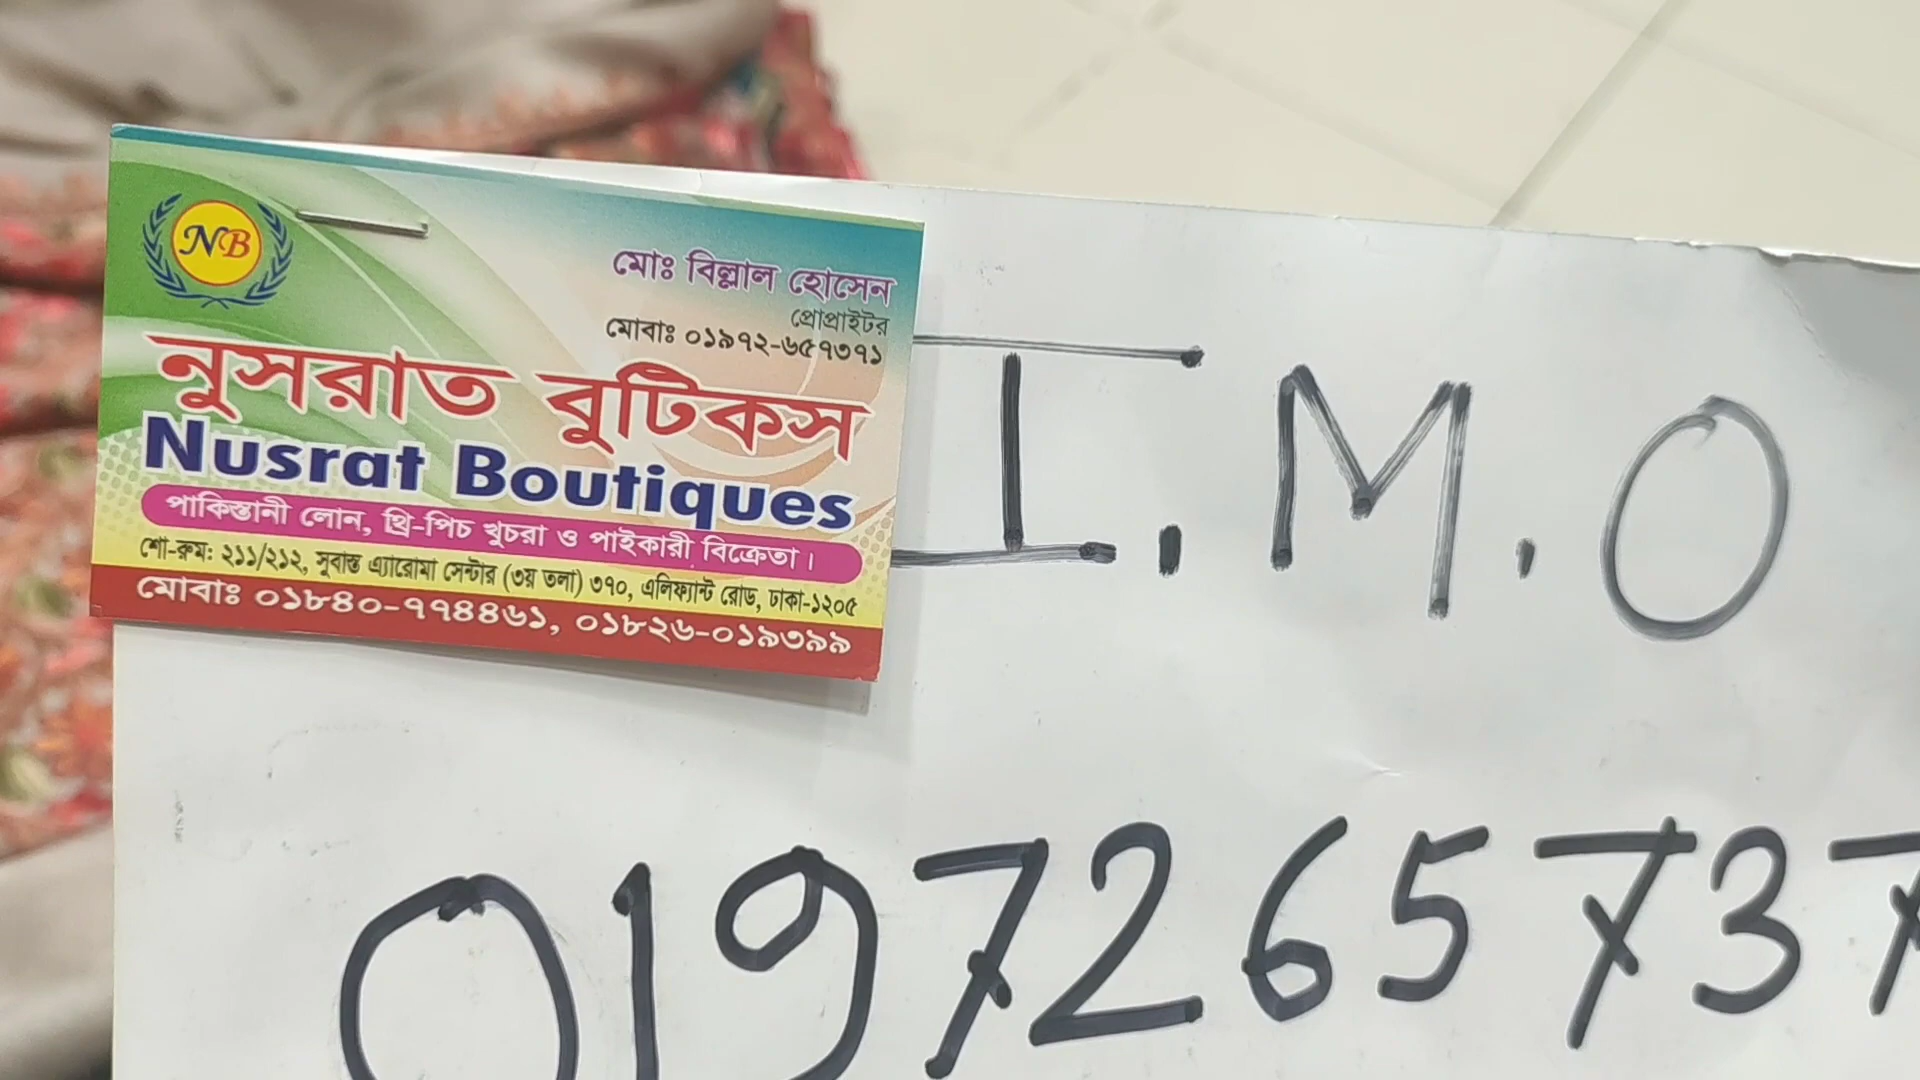 NB
মোঃ বিল্লাল হোসেন
প্রোপ্রাইটর
মোবাঃ ০১৯৭২-৬৫৭৩৭১
নুসরাত বুটিকস
Nusrat Boutiques
পাকিস্তানী লোন, থ্রি-পিচ খুচরা ও পাইকারী বিক্রেতা।
শো-রুম: ২১১/২১২, সুবাস্ত এ্যারোমা সেন্টার (৩য় তলা) ৩৭০, এলিফ্যান্ট রোড, ঢাকা-১২০৫
মোবাঃ ০১৮৪০-৭৭৪৪৬১, ০১৮২৬-০১৯৩৯৯
I.M.O
0197265737